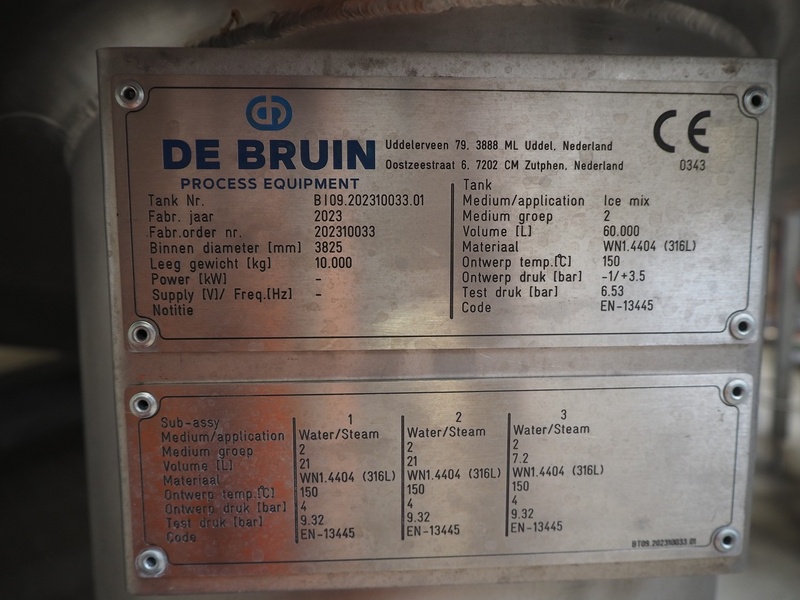 DE BRUIN
PROCESS EQUIPMENT
Uddelerveen 79, 3888 ML Uddel, Nederland
Oostzeestraat 6, 7202 CM Zutphen, Nederland
CE
0343
Tank Nr. BI09.202310033.01
Fabr. jaar 2023
Fabr.order nr. 202310033
Binnen diameter [mm] 3825
Leeg gewicht [kg] 10.000
Power [kW] -
Supply [V]/ Freq.[Hz] -
Notitie
Tank
Medium/application Ice mix
Medium groep 2
Volume [L] 60.000
Materiaal WN1.4404 (316L)
Ontwerp temp.[°C] 150
Ontwerp druk [bar] -1/+3.5
Test druk [bar] 6.53
Code EN-13445
Sub-assy 1 2 3
Medium/application Water/Steam Water/Steam Water/Steam
Medium groep 2 2 2
Volume [L] 21 21 7.2
Materiaal WN1.4404 (316L) WN1.4404 (316L) WN1.4404 (316L)
Ontwerp temp.[°C] 150 150 150
Ontwerp druk [bar] 4 4 4
Test druk [bar] 9.32 9.32 9.32
Code EN-13445 EN-13445 EN-13445
BT09.202310033.01